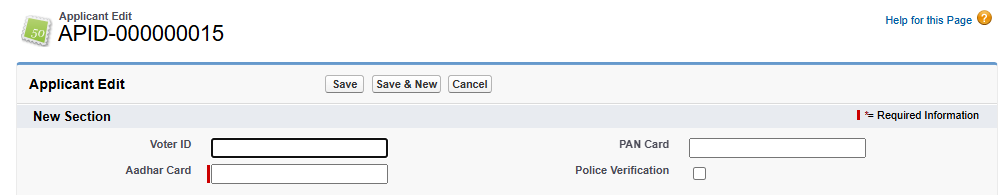 Applicant Edit
APID-000000015
Help for this Page ?
50
Applicant Edit
Save
Save & New
Cancel
New Section
*= Required Information
Voter ID
PAN Card
Aadhar Card
Police Verification